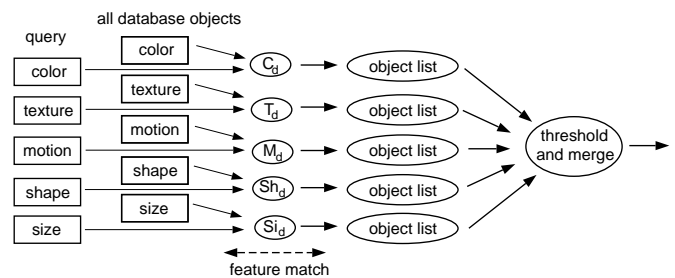 all database objects
query
color
color
C_d
object list
texture
texture
T_d
object list
motion
motion
M_d
object list
threshold
and merge
shape
shape
Sh_d
object list
size
size
Si_d
object list
feature match